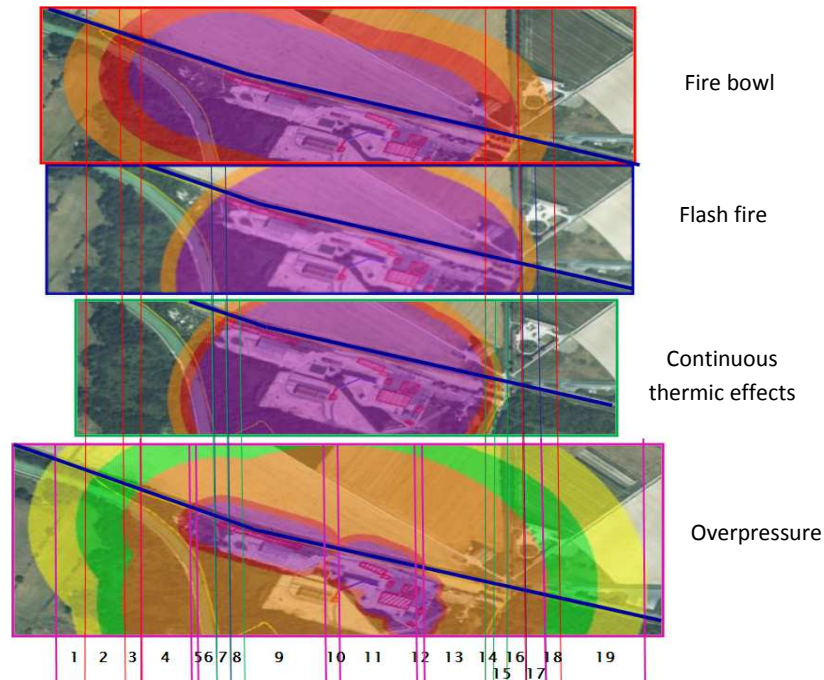 Fire bowl
Flash fire
Continuous
thermic effects
Overpressure
1 2 3 4 5 6 7 8 9 10 11 12 13 14 16 18 19
15 17